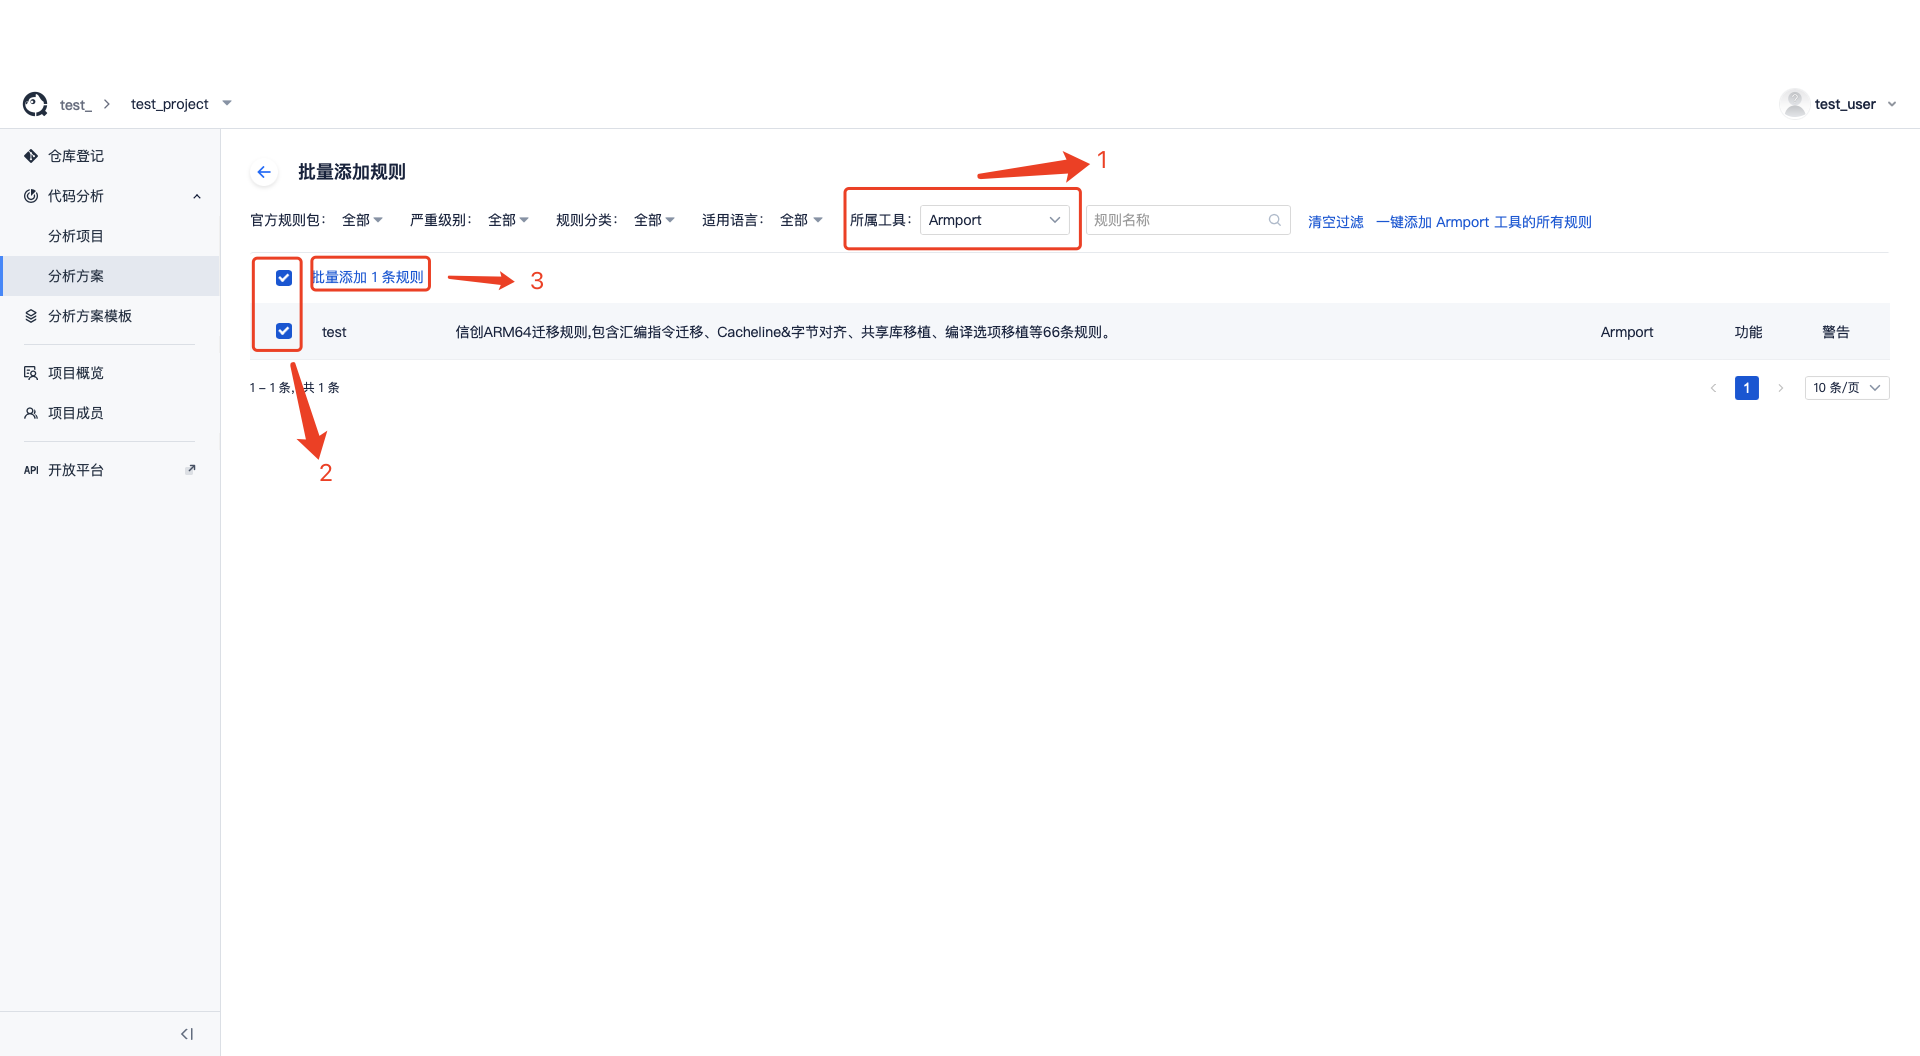 test_ > test_project
test_user
仓库登记
代码分析
分析项目
分析方案
分析方案模板
项目概览
项目成员
API 开放平台
批量添加规则
1
官方规则包: 全部 严重级别: 全部 规则分类: 全部 适用语言: 全部 所属工具: Armport 规则名称 清空过滤 一键添加 Armport 工具的所有规则
批量添加 1 条规则
3
test 信创ARM64迁移规则,包含汇编指令迁移、Cacheline&字节对齐、共享库移植、编译选项移植等66条规则。 Armport 功能 警告
1 – 1 条, 共 1 条
1
10 条/页
2